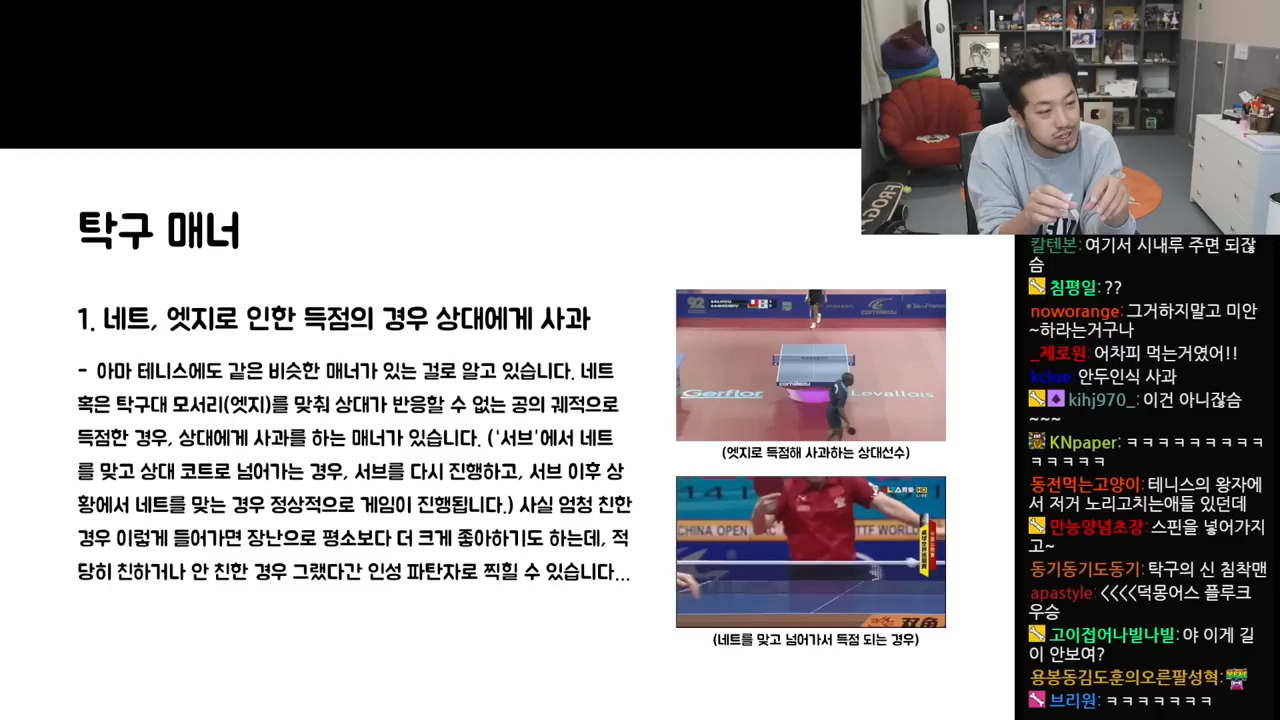 탁구 매너
1. 네트, 엣지로 인한 득점의 경우 상대에게 사과
- 아마 테니스에도 같은 비슷한 매너가 있는 걸로 알고 있습니다. 네트
혹은 탁구대 모서리(엣지)를 맞춰 상대가 반응할 수 없는 공의 궤적으로
득점한 경우, 상대에게 사과를 하는 매너가 있습니다. ('서브'에서 네트
를 맞고 상대 코트로 넘어가는 경우, 서브를 다시 진행하고, 서브 이후 상
황에서 네트를 맞는 경우 정상적으로 게임이 진행됩니다.) 사실 엄청 친한
경우 이렇게 들어가면 장난으로 평소보다 더 크게 좋아하기도 하는데, 적
당히 친하거나 안 친한 경우 그랬다간 인성 파탄자로 찍힐 수 있습니다...
92
cornilleau
cornilleau
Gerflor
Levallois
(엣지로 득점해 사과하는 상대선수)
CHINA OPEN
TTF WORLD
(네트를 맞고 넘어가서 득점 되는 경우)
FROG
칼텐본: 여기서 시내루 주면 되잖
슴
침평일: ??
noworange: 그거하지말고 미안
~하라는거구나
_제로원: 어차피 먹는거였어!!
kclue: 안두인식 사과
kihj970_: 이건 아니잖슴
~~~
KNpaper: ㅋㅋㅋㅋㅋㅋㅋㅋㅋ
ㅋㅋㅋㅋㅋ
동전먹는고양이: 테니스의 왕자에
서 저거 노리고치는애들 있던데
만능양념초장: 스핀을 넣어가지
고~
동기동기도동기: 탁구의 신 침착맨
apastyle: <<<<덕몽어스 플루크
우승
고이접어나빌나빌: 야 이게 길
이 안보여?
용봉동김도훈의오른팔성혁:
브리원: ㅋㅋㅋㅋㅋㅋㅋ